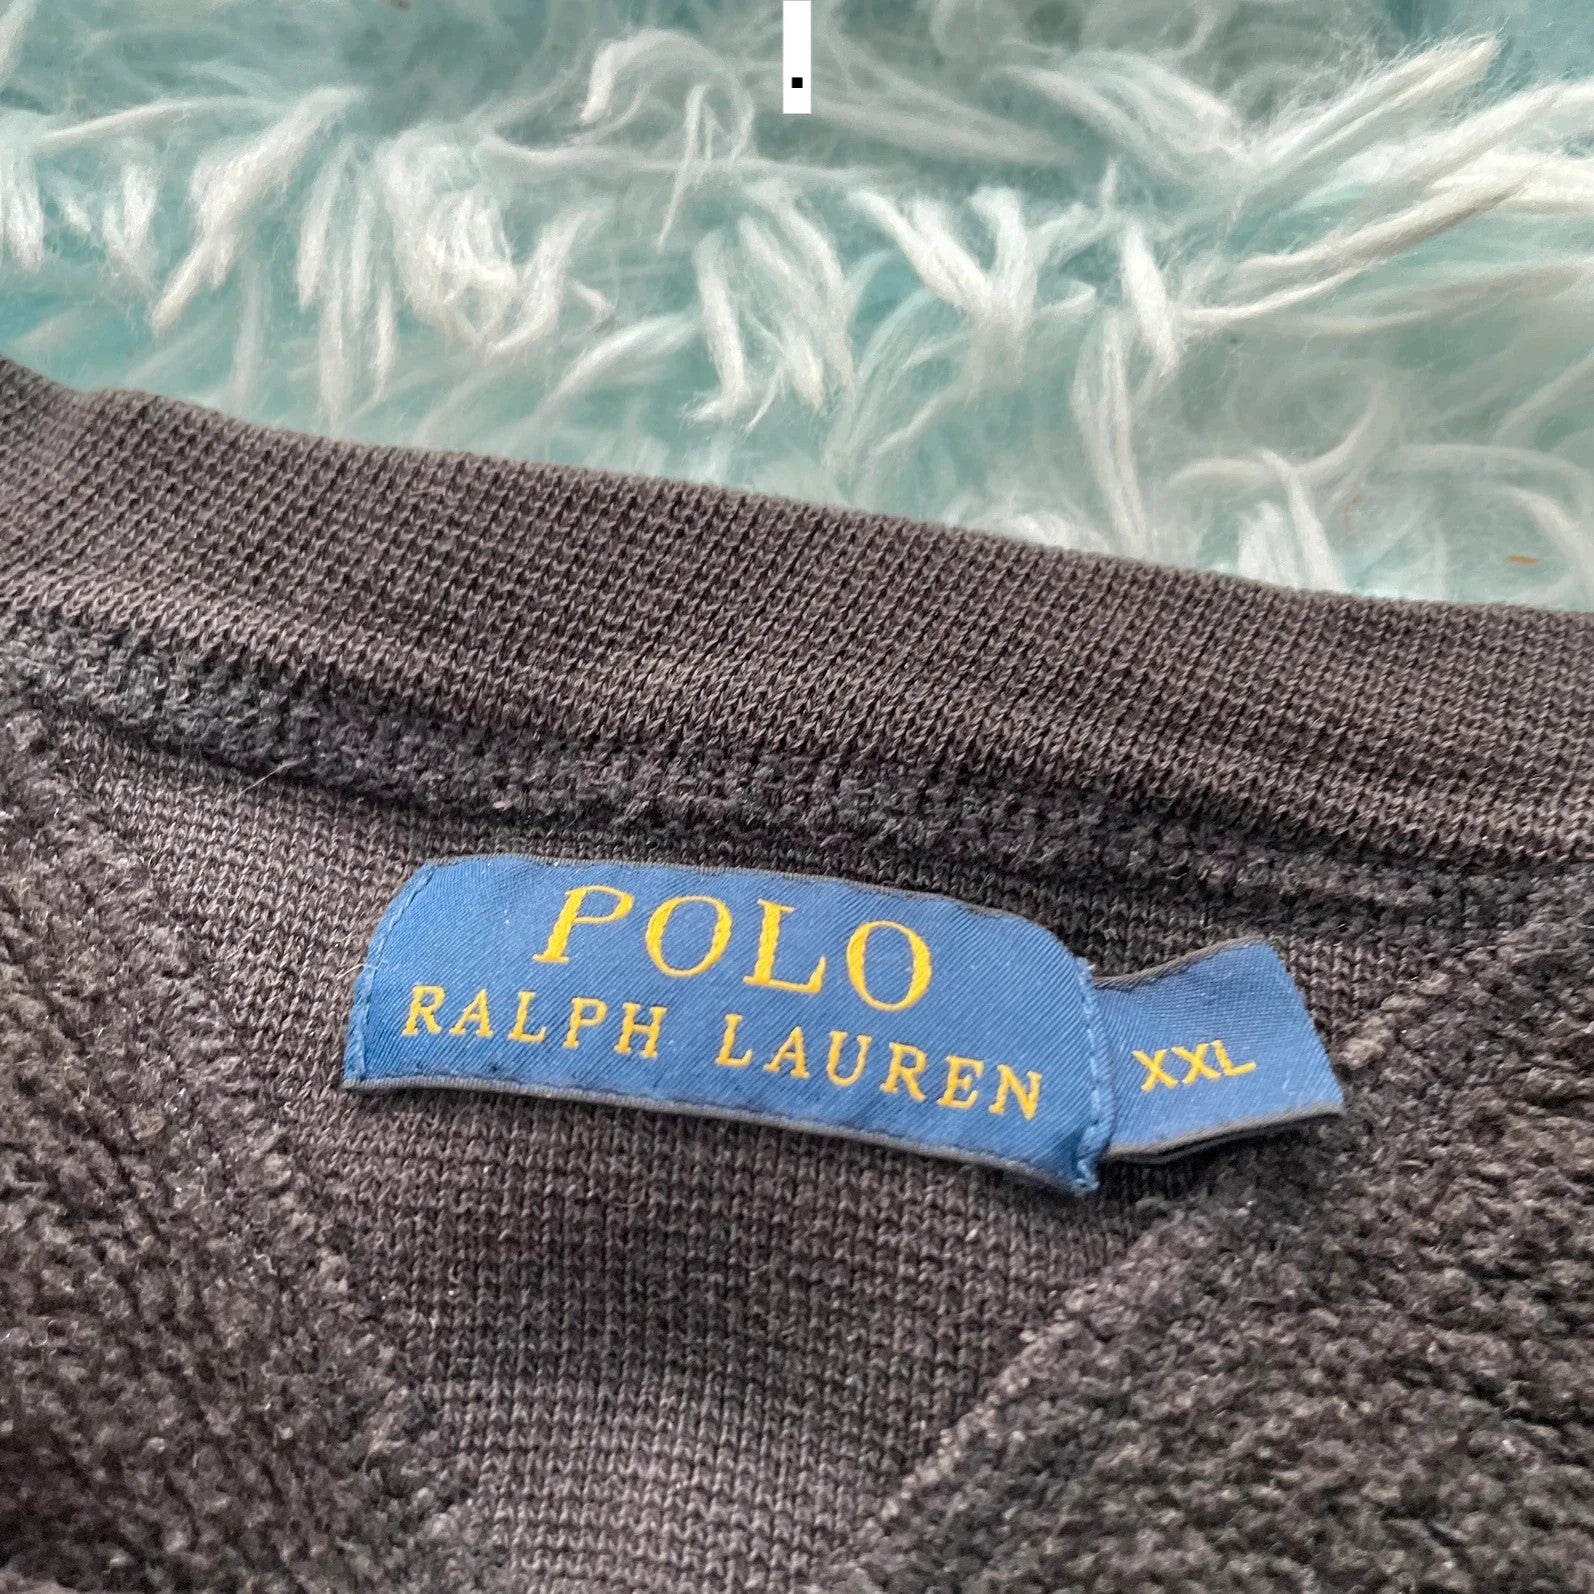 .
POLO
RALPH LAUREN
XXL